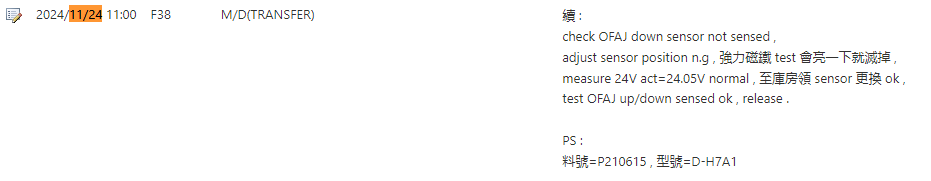 2024/11/24 11:00 F38 M/D(TRANSFER) 續 :
check OFAJ down sensor not sensed ,
adjust sensor position n.g , 強力磁鐵 test 會亮一下就滅掉 ,
measure 24V act=24.05V normal , 至庫房領 sensor 更換 ok ,
test OFAJ up/down sensed ok , release .
PS :
料號=P210615 , 型號=D-H7A1